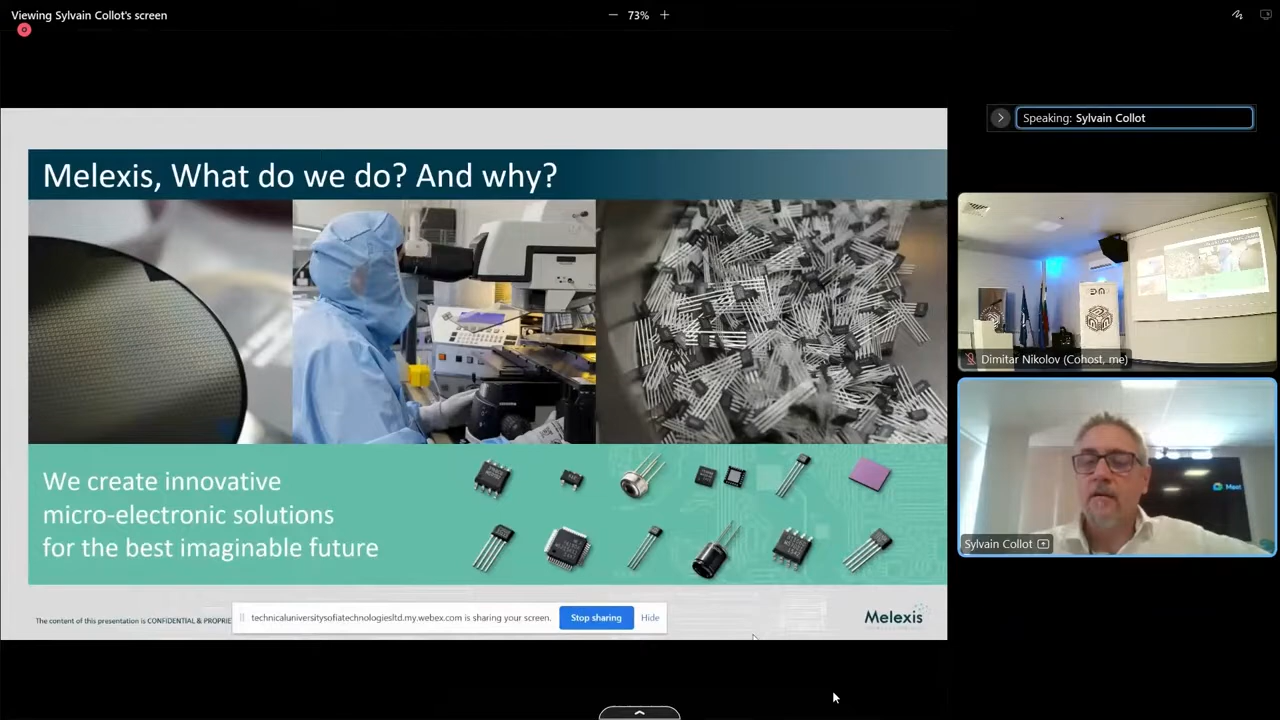 Viewing Sylvain Collot's screen
73%
Speaking: Sylvain Collot
Melexis, What do we do? And why?
Dimitar Nikolov (Cohost, me)
We create innovative
micro-electronic solutions
for the best imaginable future
Meet
Sylvain Collot
The content of this presentation is CONFIDENTIAL & PROPRIE
technicaluniversitysofiatechnologiesltd.my.webex.com is sharing your screen.
Stop sharing
Hide
Melexis